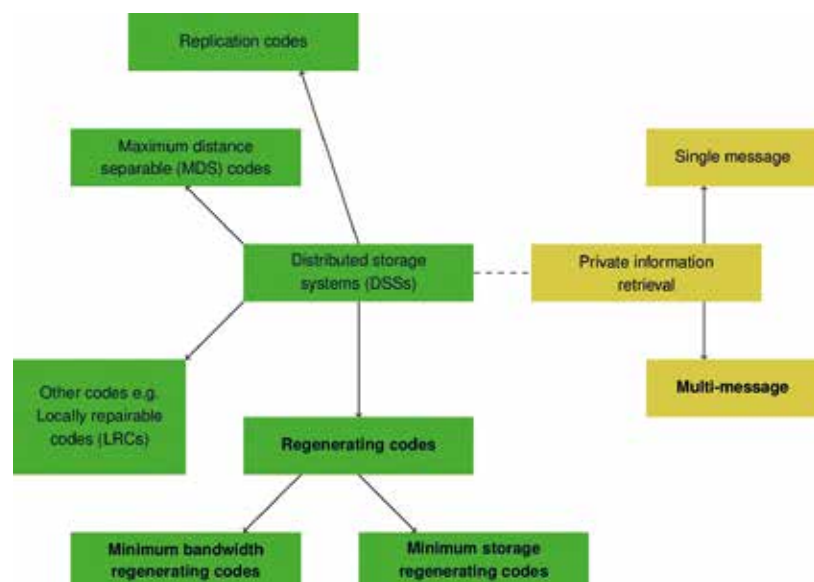 Replication codes
Maximum distance
separable (MDS) codes
Single message
Distributed storage
systems (DSSs)
Private information
retrieval
Other codes e.g.
Locally repairable
codes (LRCs)
Multi-message
Regenerating codes
Minimum bandwidth
regenerating codes
Minimum storage
regenerating codes